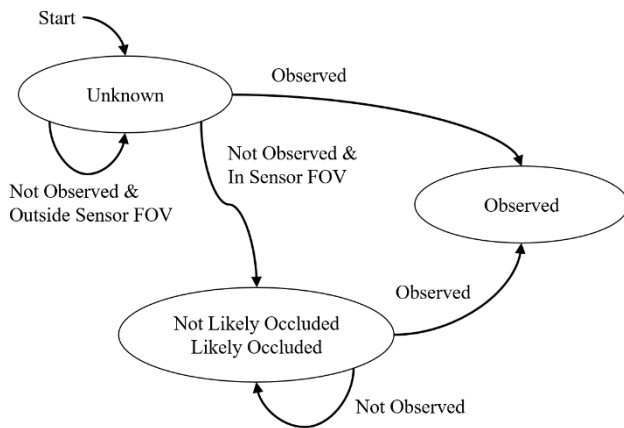 Start
Unknown
Observed
Not Observed &
In Sensor FOV
Not Observed &
Outside Sensor FOV
Observed
Observed
Not Likely Occluded
Likely Occluded
Not Observed